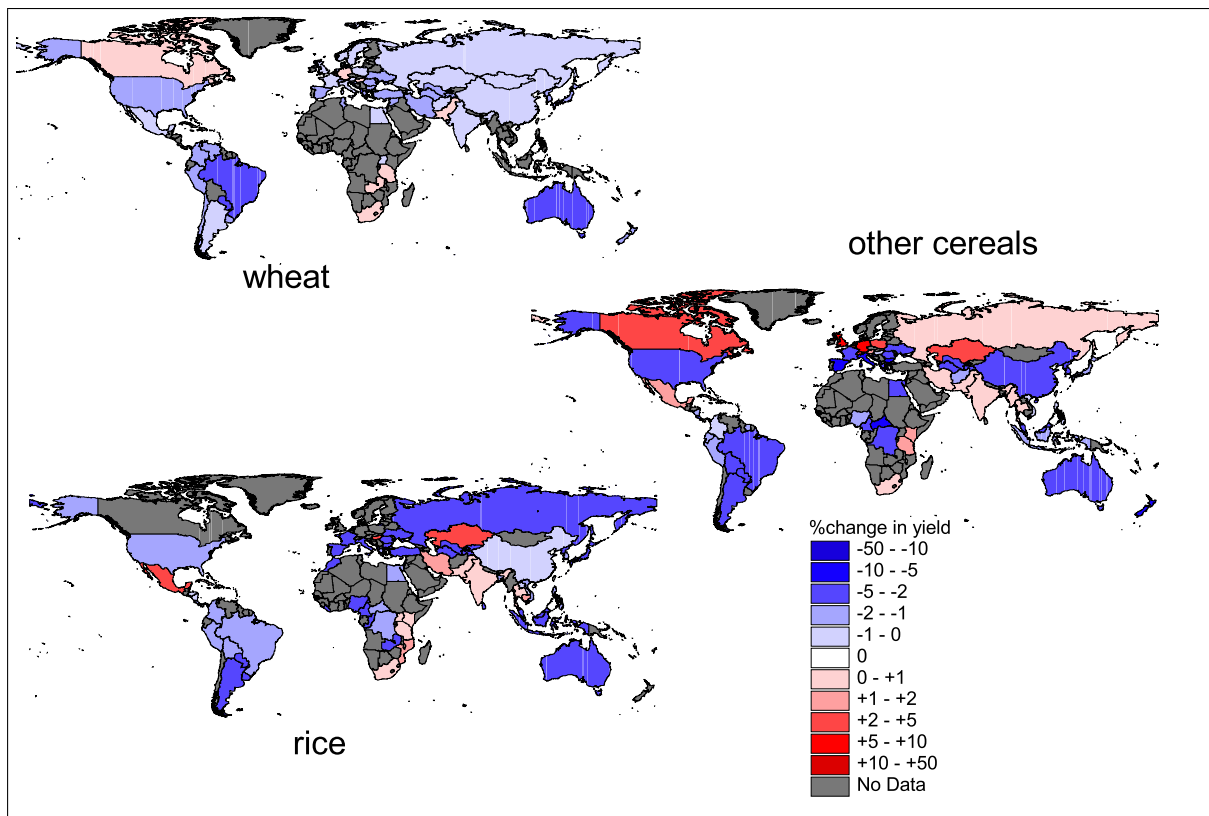 wheat
other cereals
rice
%change in yield
-50 - -10
-10 - -5
-5 - -2
-2 - -1
-1 - 0
0
0 - +1
+1 - +2
+2 - +5
+5 - +10
+10 - +50
No Data